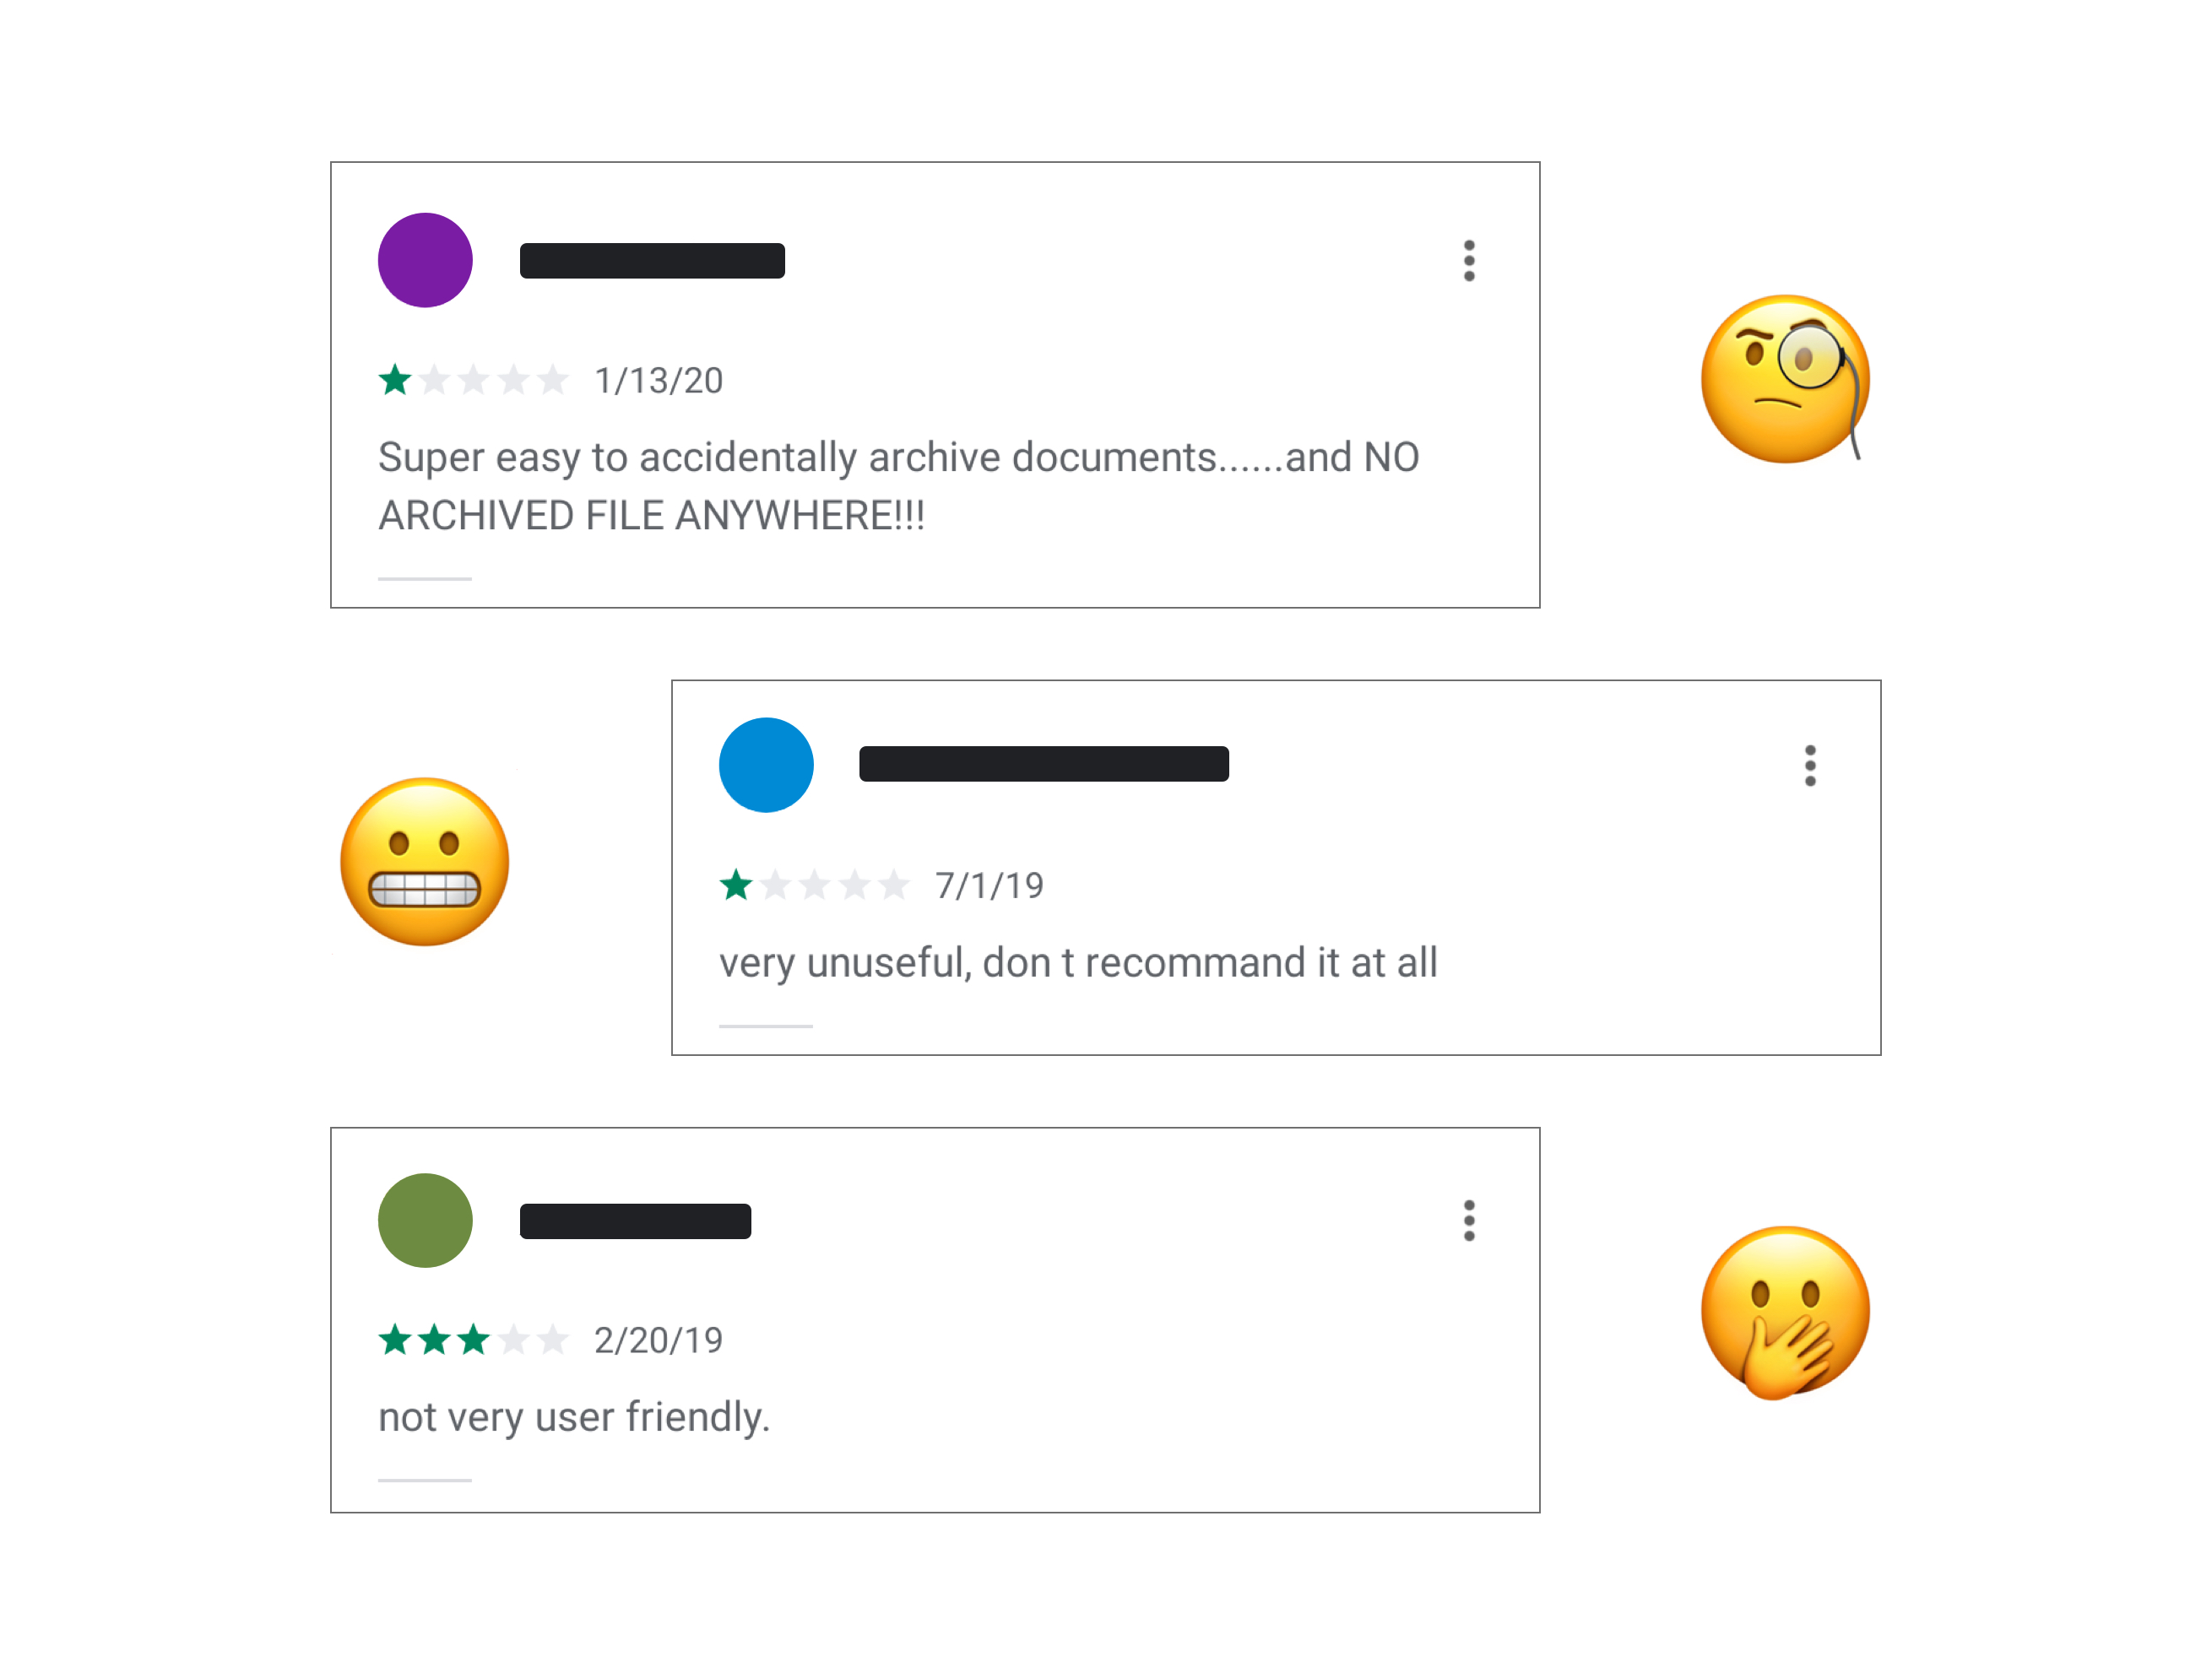 1/13/20
Super easy to accidentally archive documents......and NO
ARCHIVED FILE ANYWHERE!!!
7/1/19
very unuseful, don t recommand it at all
2/20/19
not very user friendly.